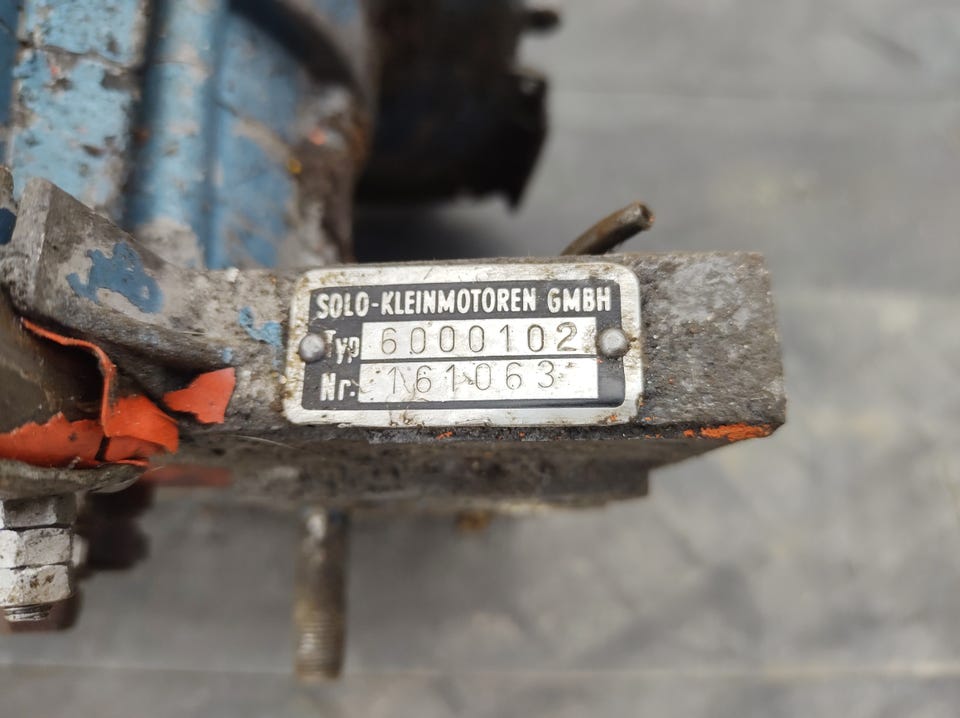 SOLO-KLEINMOTOREN GMBH
Typ 6000102
Nr. 161063